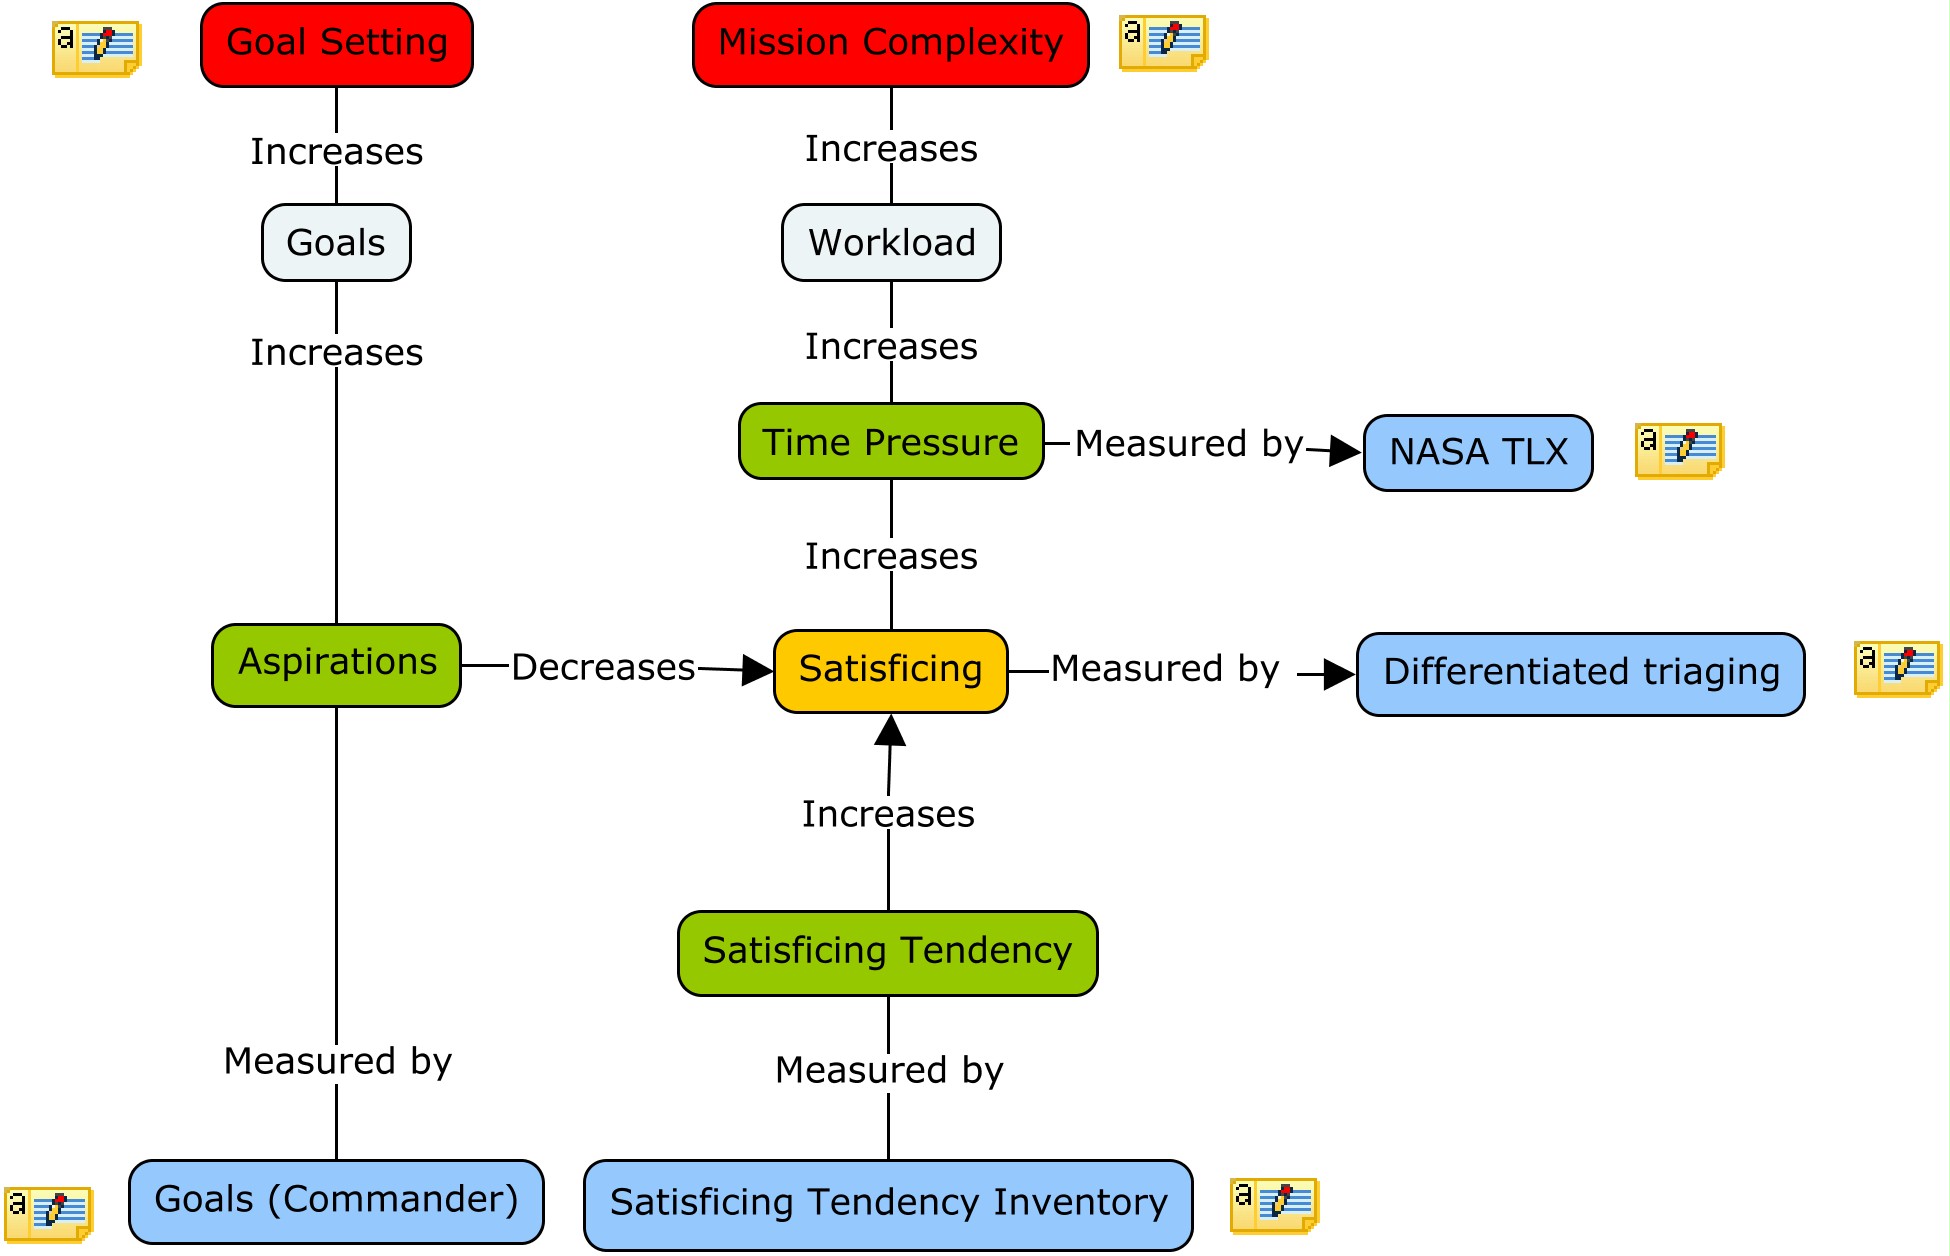 a
Goal Setting
Mission Complexity
a
Increases
Increases
Goals
Workload
Increases
Increases
Time Pressure
Measured by
NASA TLX
a
Increases
Aspirations
Decreases
Satisficing
Measured by
Differentiated triaging
a
Increases
Satisficing Tendency
Measured by
Measured by
a
Goals (Commander)
Satisficing Tendency Inventory
a